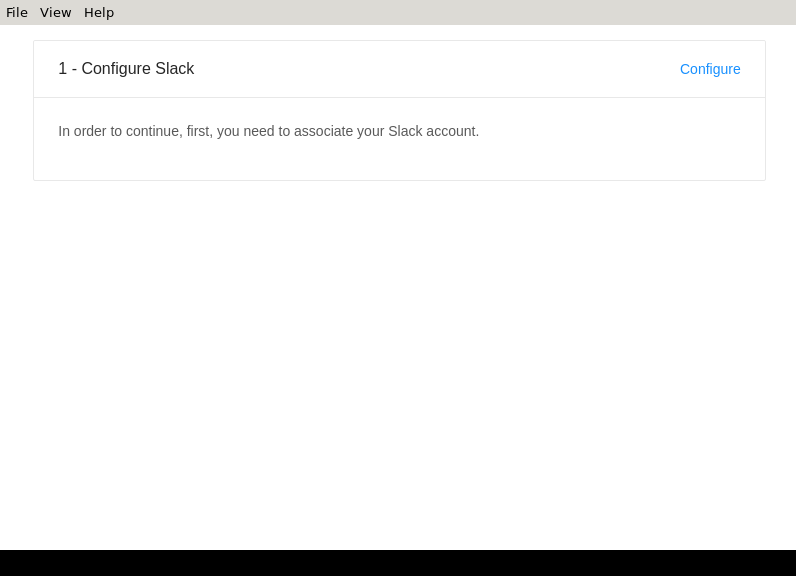 File View Help
1 - Configure Slack Configure
In order to continue, first, you need to associate your Slack account.